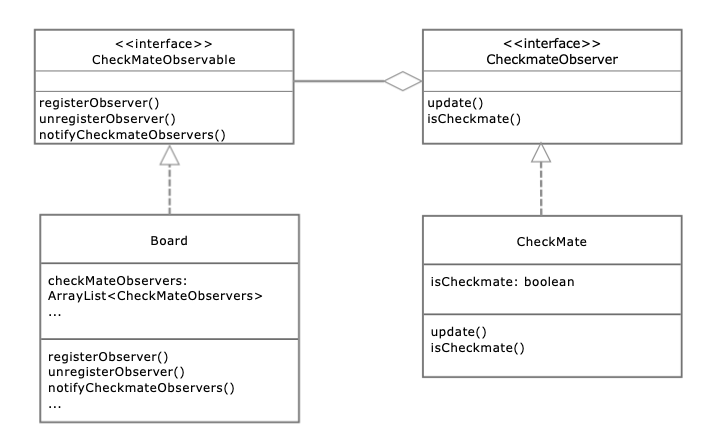 <<interface>>
CheckMateObservable
registerObserver()
unregisterObserver()
notifyCheckmateObservers()
<<interface>>
CheckmateObserver
update()
isCheckmate()
Board
checkMateObservers:
ArrayList<CheckMateObservers>
...
registerObserver()
unregisterObserver()
notifyCheckmateObservers()
...
CheckMate
isCheckmate: boolean
update()
isCheckmate()